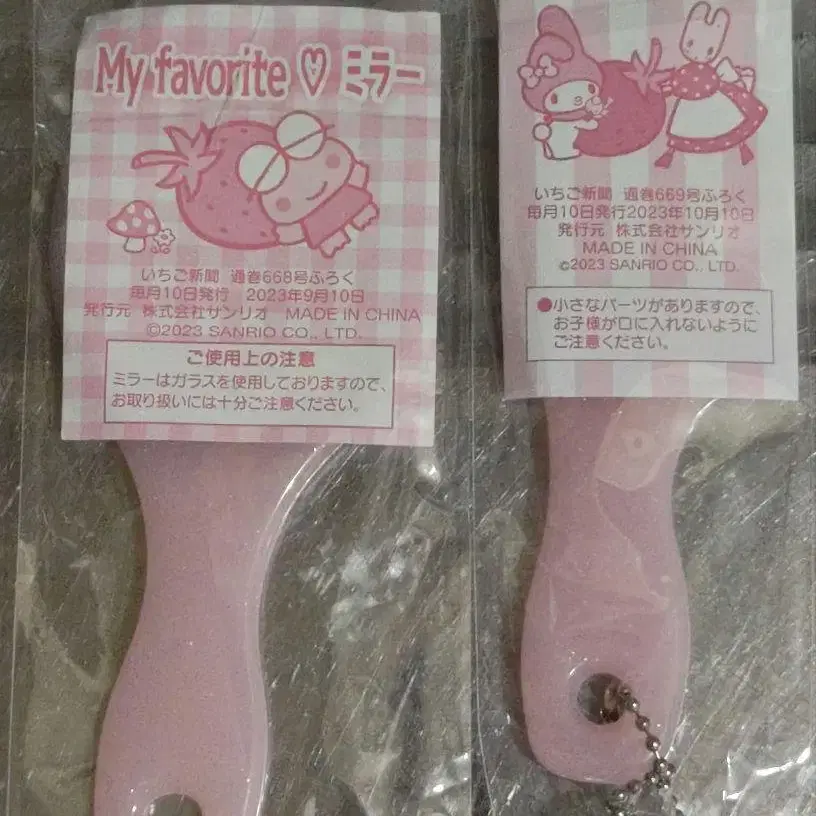 My favorite ♡ ミラー
いちご新聞 通巻668号ふろく
毎月10日発行 2023年9月10日
発行元 株式会社サンリオ MADE IN CHINA
©2023 SANRIO CO., LTD.
ご使用上の注意
ミラーはガラスを使用しておりますので、
お取り扱いには十分ご注意ください。
いちご新聞 通巻669号ふろく
毎月10日発行2023年10月10日
発行元 株式会社サンリオ
MADE IN CHINA
©2023 SANRIO CO., LTD.
●小さなパーツがありますので、
お子様が口に入れないように
ご注意ください。